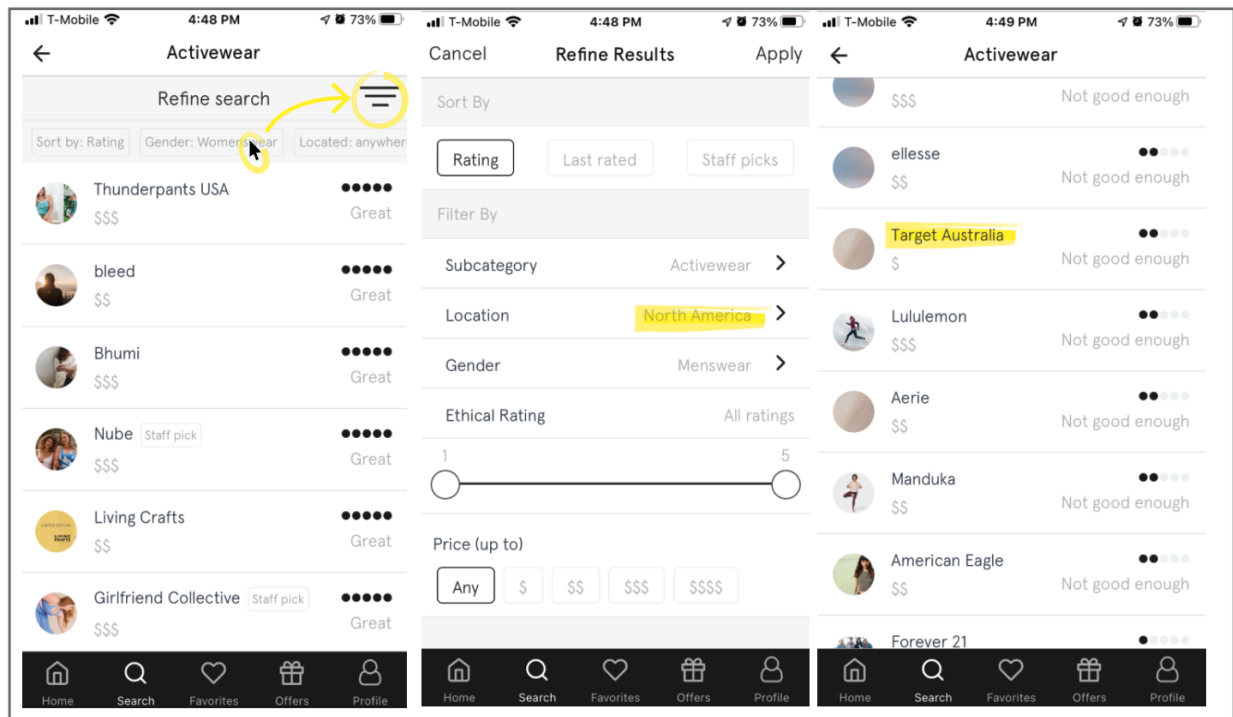 T-Mobile 4:48 PM 73%
Activewear
Refine search
Sort by: Rating Gender: Womenswear Located: anywher
Thunderpants USA
$$$ Great
bleed
$$ Great
Bhumi
$$$ Great
Nube Staff pick
$$$ Great
Living Crafts
$$ Great
Girlfriend Collective Staff pick
$$$ Great
Home Search Favorites Offers Profile
T-Mobile 4:48 PM 73%
Cancel Refine Results Apply
Sort By
Rating Last rated Staff picks
Filter By
Subcategory Activewear
Location North America
Gender Menswear
Ethical Rating All ratings
1 5
Price (up to)
Any $ $$ $$$ $$$$
Home Search Favorites Offers Profile
T-Mobile 4:49 PM 73%
Activewear
$$$ Not good enough
ellesse
$$ Not good enough
Target Australia
$ Not good enough
Lululemon
$$$ Not good enough
Aerie
$$ Not good enough
Manduka
$$ Not good enough
American Eagle
$$ Not good enough
Forever 21
Home Search Favorites Offers Profile